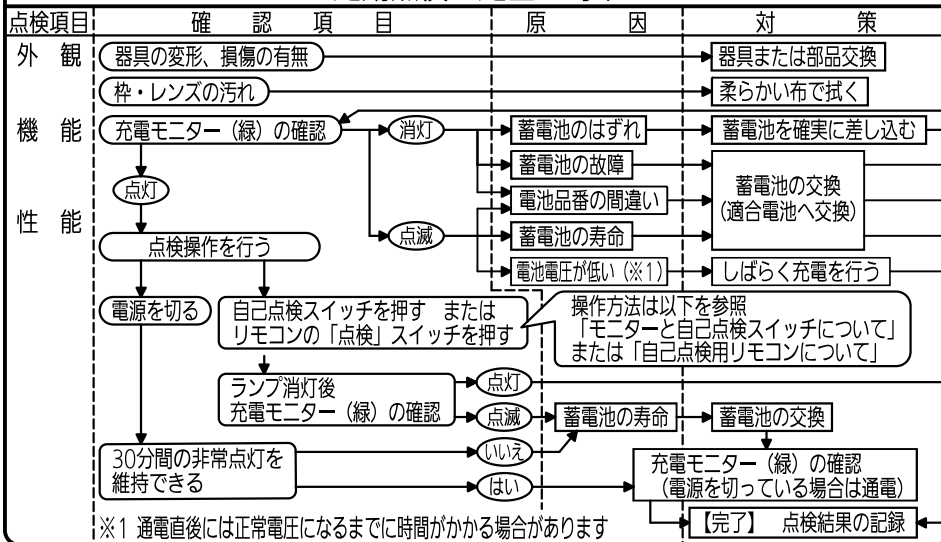 点検項目 確認項目 原因 対策
外観 器具の変形、損傷の有無 器具または部品交換
枠・レンズの汚れ 柔らかい布で拭く
機能 充電モニター（緑）の確認 消灯 蓄電池のはずれ 蓄電池を確実に差し込む
蓄電池の故障
点灯 電池品番の間違い 蓄電池の交換
（適合電池へ交換）
性能 点滅 蓄電池の寿命
点検操作を行う
電池電圧が低い（※1） しばらく充電を行う
電源を切る
自己点検スイッチを押す または
リモコンの「点検」スイッチを押す
操作方法は以下を参照
「モニターと自己点検スイッチについて」
または「自己点検用リモコンについて」
ランプ消灯後
充電モニター（緑）の確認
点灯
点滅 蓄電池の寿命 蓄電池の交換
30分間の非常点灯を
維持できる
いいえ
はい
充電モニター（緑）の確認
（電源を切っている場合は通電）
【完了】 点検結果の記録
※1 通電直後には正常電圧になるまでに時間がかかる場合があります